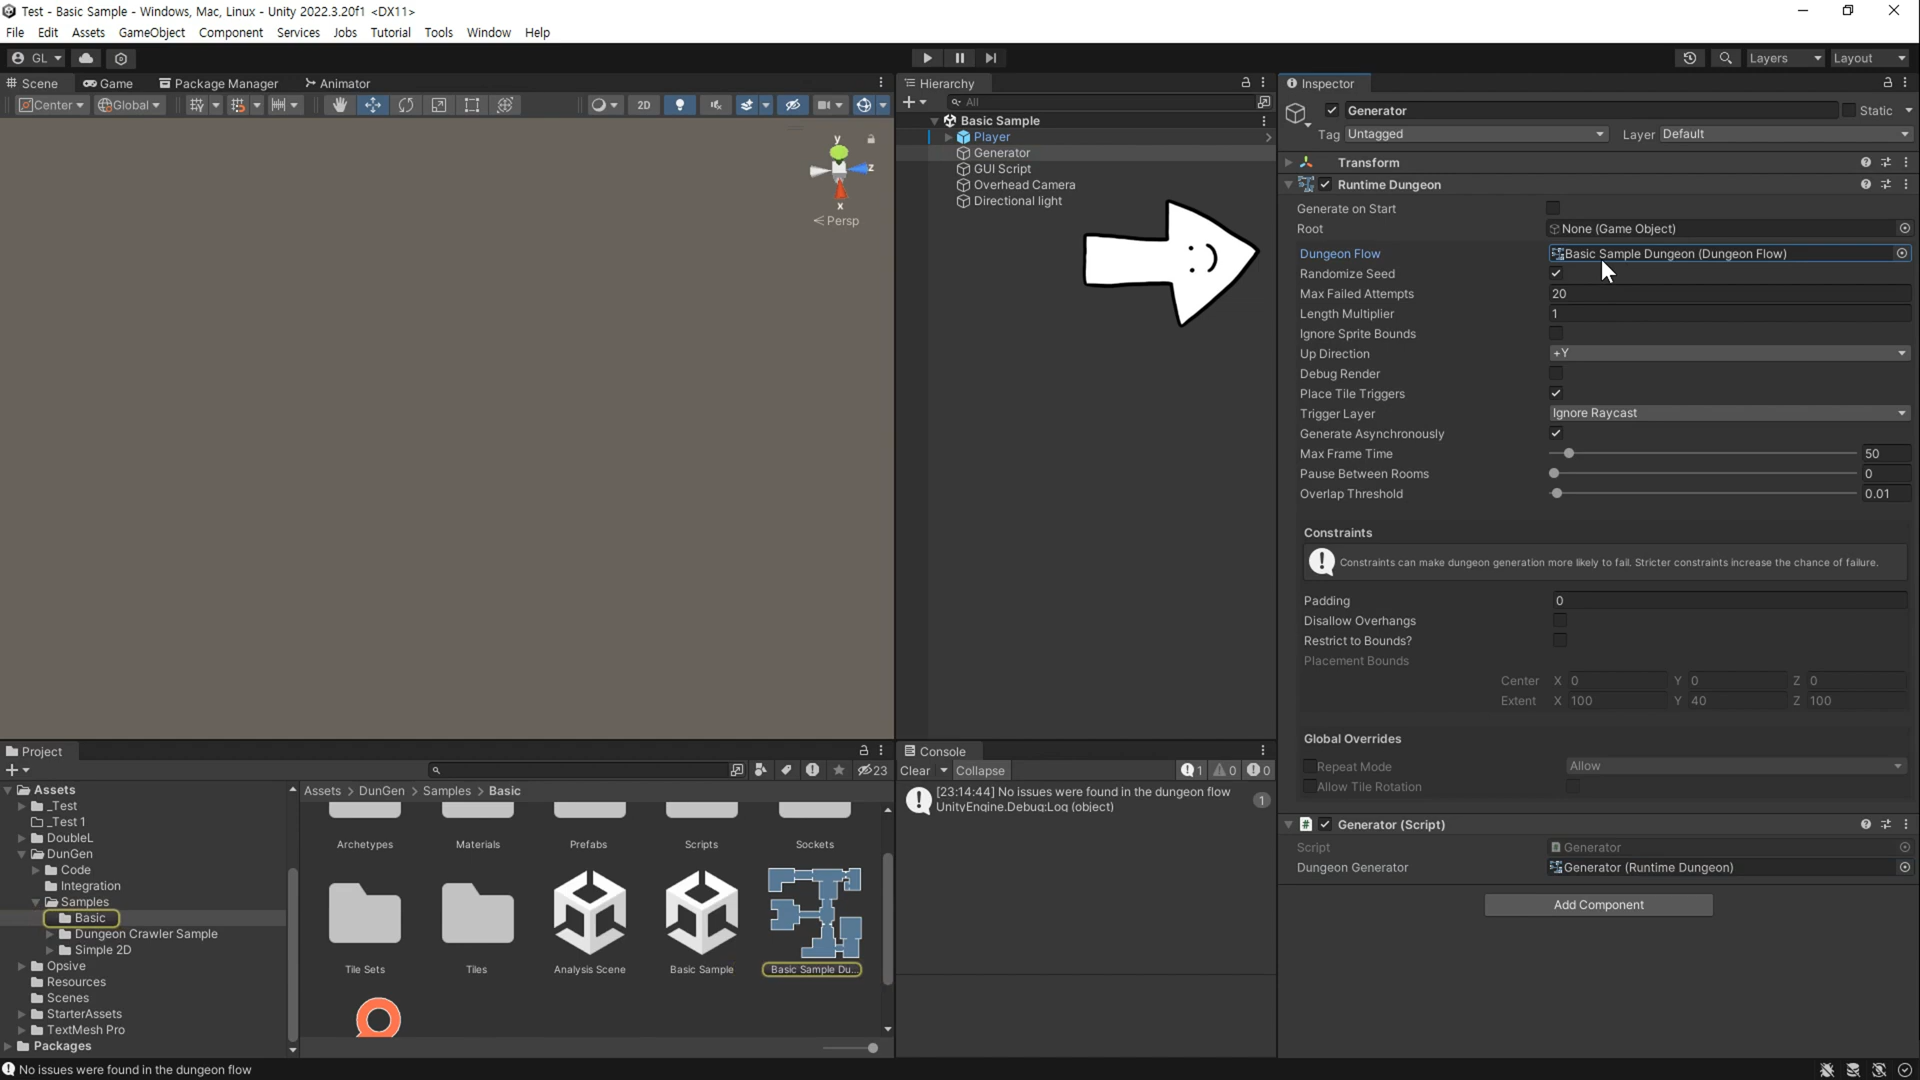 Test - Basic Sample - Windows, Mac, Linux - Unity 2022.3.20f1 <DX11>
File Edit Assets GameObject Component Services Jobs Tutorial Tools Window Help
GL
Layers Layout
Scene Game Package Manager Animator
Center Global 2D
y
z
x
Persp
Hierarchy
All
Basic Sample
Player
Generator
GUI Script
Overhead Camera
Directional light
Inspector
Generator Static
Tag Untagged Layer Default
Transform
Runtime Dungeon
Generate on Start
Root None (Game Object)
Dungeon Flow Basic Sample Dungeon (Dungeon Flow)
Randomize Seed
Max Failed Attempts 20
Length Multiplier 1
Ignore Sprite Bounds
Up Direction +Y
Debug Render
Place Tile Triggers
Trigger Layer Ignore Raycast
Generate Asynchronously
Max Frame Time 50
Pause Between Rooms 0
Overlap Threshold 0.01
Constraints
Constraints can make dungeon generation more likely to fail. Stricter constraints increase the chance of failure.
Padding 0
Disallow Overhangs
Restrict to Bounds?
Placement Bounds
Center X 0 Y 0 Z 0
Extent X 100 Y 40 Z 100
Global Overrides
Repeat Mode Allow
Allow Tile Rotation
Generator (Script)
Script Generator
Dungeon Generator Generator (Runtime Dungeon)
Add Component
Project
23
Assets
_Test
_Test 1
DoubleL
DunGen
Code
Integration
Samples
Basic
Dungeon Crawler Sample
Simple 2D
Opsive
Resources
Scenes
StarterAssets
TextMesh Pro
Packages
Assets > DunGen > Samples > Basic
Archetypes Materials Prefabs Scripts Sockets
Tile Sets Tiles Analysis Scene Basic Sample Basic Sample Du...
Console
Clear Collapse 1 0 0
[23:14:44] No issues were found in the dungeon flow
UnityEngine.Debug:Log (object)
1
No issues were found in the dungeon flow